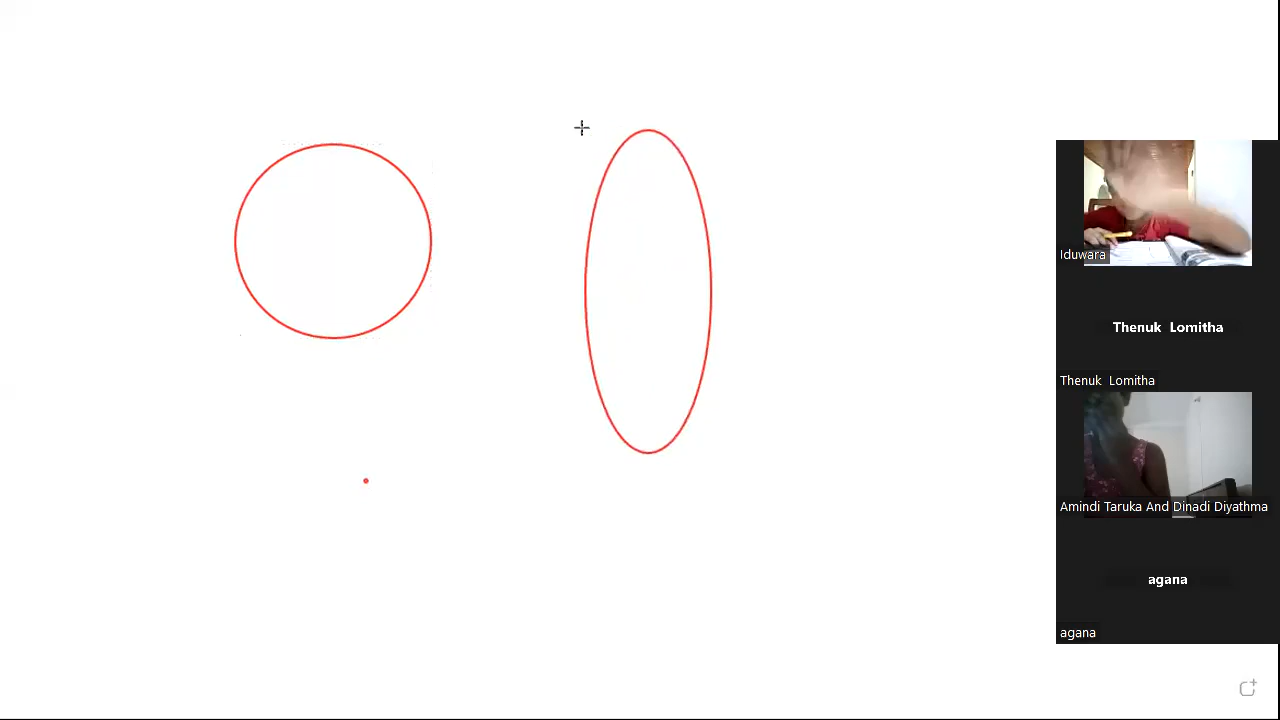 Iduwara
Thenuk Lomitha
Thenuk Lomitha
Amindi Taruka And Dinadi Diyathma
agana
agana